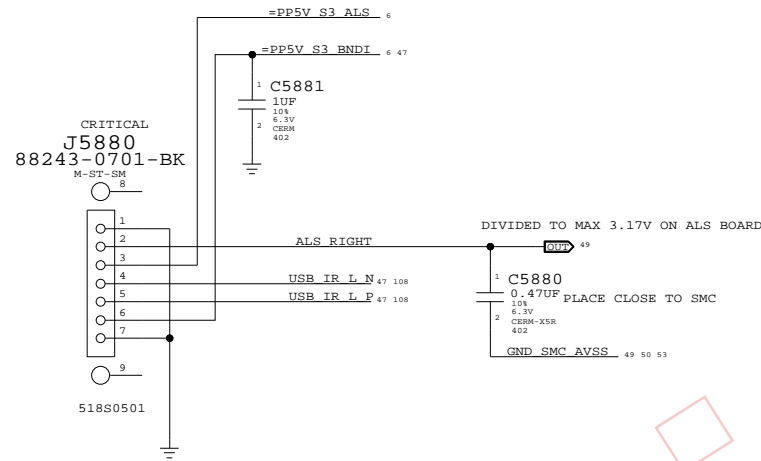 =PP5V_S3_ALS 6
=PP5V_S3_BNDI 6 47
1 C5881
1UF
10%
6.3V
2 CERM
402
CRITICAL
J5880
88243-0701-BK
M-ST-SM
8
1
2 ALS_RIGHT
3
4 USB_IR_L_N 47 108
5 USB_IR_L_P 47 108
6
7
9
518S0501
DIVIDED TO MAX 3.17V ON ALS BOARD
OUT 49
1 C5880
0.47UF PLACE CLOSE TO SMC
10%
6.3V
2 CERM-X5R
402
GND_SMC_AVSS 49 50 53